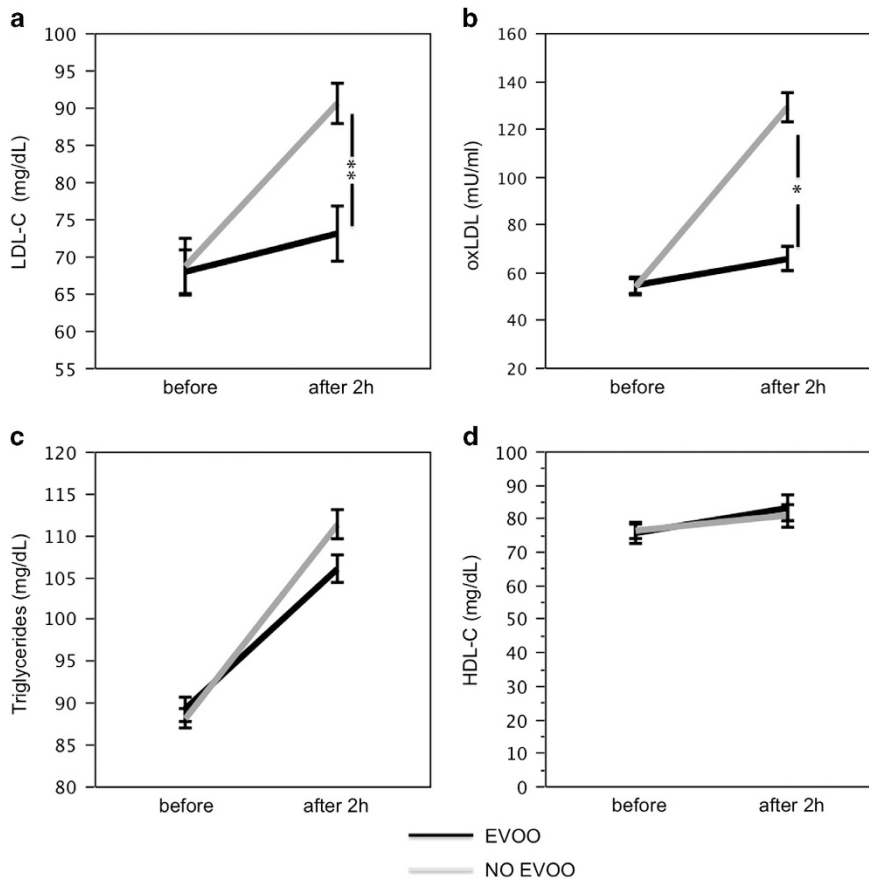 a
LDL-C (mg/dL)
100
95
90
85
80
75
70
65
60
55
**
before after 2h
b
oxLDL (mU/ml)
160
140
120
100
80
60
40
20
*
before after 2h
c
Triglycerides (mg/dL)
120
115
110
105
100
95
90
85
80
before after 2h
d
HDL-C (mg/dL)
100
90
80
70
60
50
40
30
20
10
0
before after 2h
EVOO
NO EVOO